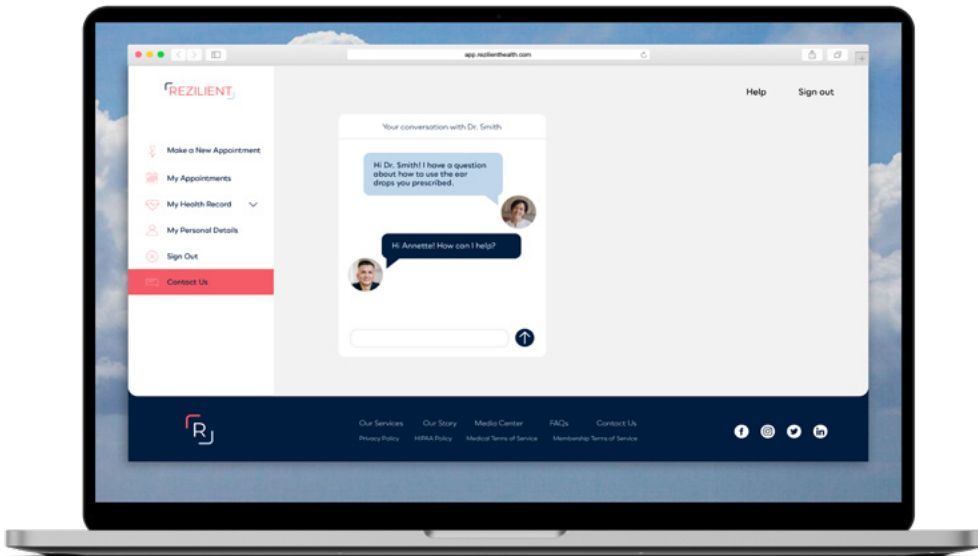 app.rezilienthealth.com
REZILIENT
Help
Sign out
Make a New Appointment
My Appointments
My Health Record
My Personal Details
Sign Out
Contact Us
Your conversation with Dr. Smith
Hi Dr. Smith! I have a question
about how to use the ear
drops you prescribed.
Hi Annette! How can I help?
R
Our Services Our Story Media Center FAQs Contact Us
Privacy Policy HIPAA Policy Medical Terms of Service Membership Terms of Service